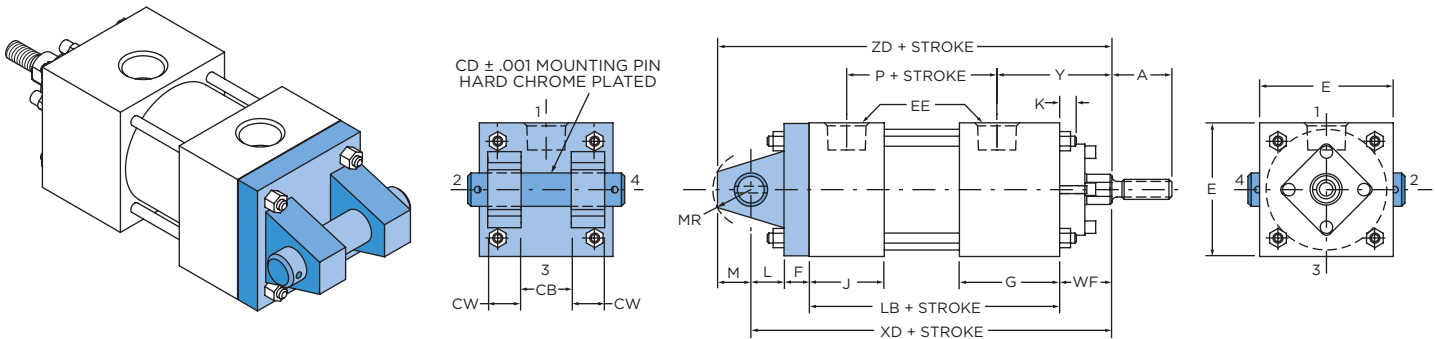 CD ± .001 MOUNTING PIN
HARD CHROME PLATED
1
2
4
3
CW
CB
CW
ZD + STROKE
P + STROKE
Y
A
K
EE
MR
M
L
F
J
G
WF
LB + STROKE
XD + STROKE
E
1
E
4
2
3